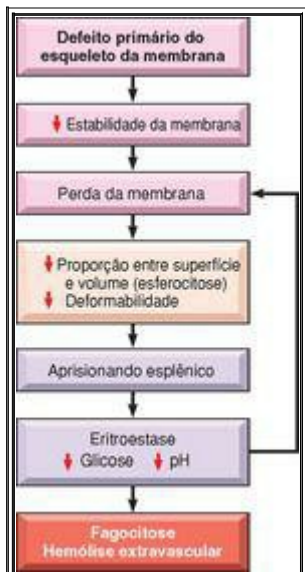 Defeito primário do
esqueleto da membrana
Estabilidade da membrana
Perda da membrana
Proporção entre superfície
e volume (esferocitose)
Deformabilidade
Aprisionando esplênico
Eritroestase
Glicose pH
Fagocitose
Hemólise extravascular